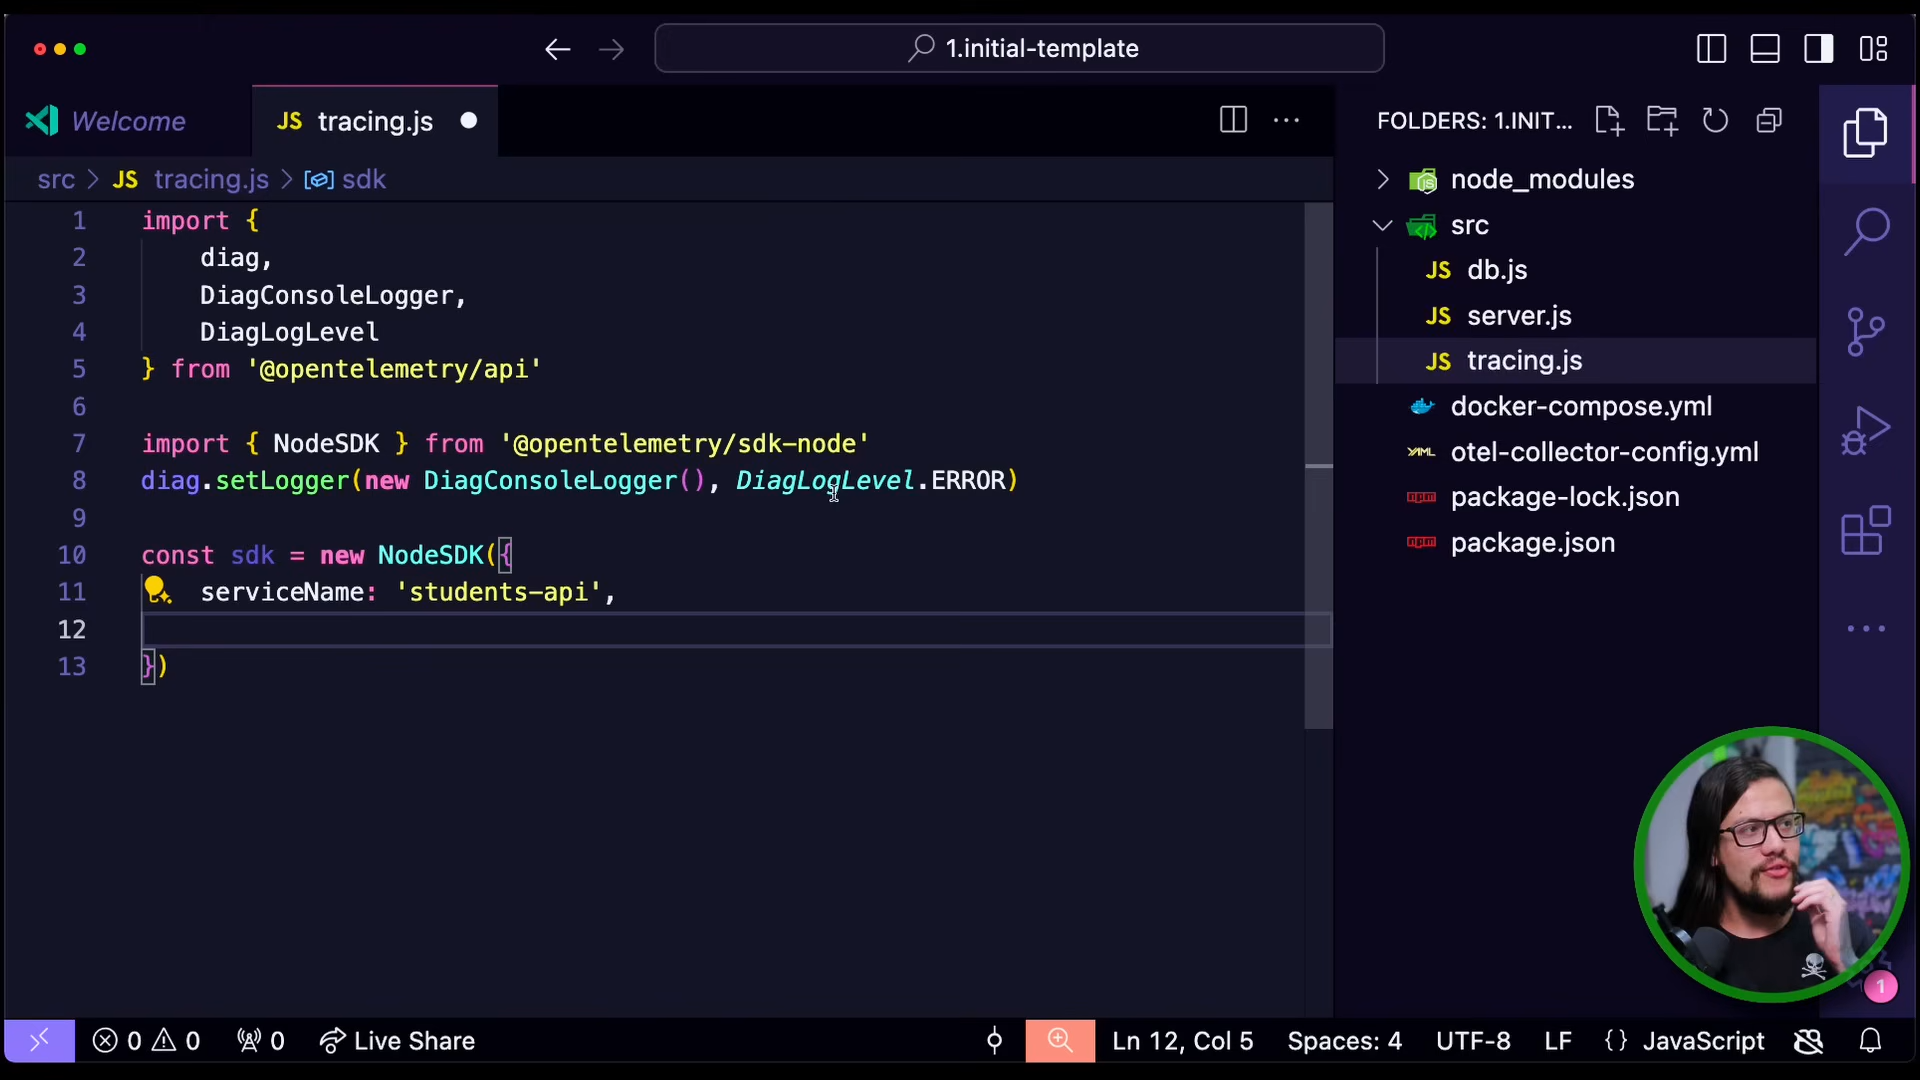 1.initial-template
Welcome
JS tracing.js
src > JS tracing.js > sdk
1 import {
2 diag,
3 DiagConsoleLogger,
4 DiagLogLevel
5 } from '@opentelemetry/api'
6
7 import { NodeSDK } from '@opentelemetry/sdk-node'
8 diag.setLogger(new DiagConsoleLogger(), DiagLogLevel.ERROR)
9
10 const sdk = new NodeSDK({
11 serviceName: 'students-api',
12
13 })
FOLDERS: 1.INIT...
node_modules
src
JS db.js
JS server.js
JS tracing.js
docker-compose.yml
YAML otel-collector-config.yml
package-lock.json
package.json
1
0 0 0 Live Share Ln 12, Col 5 Spaces: 4 UTF-8 LF {} JavaScript